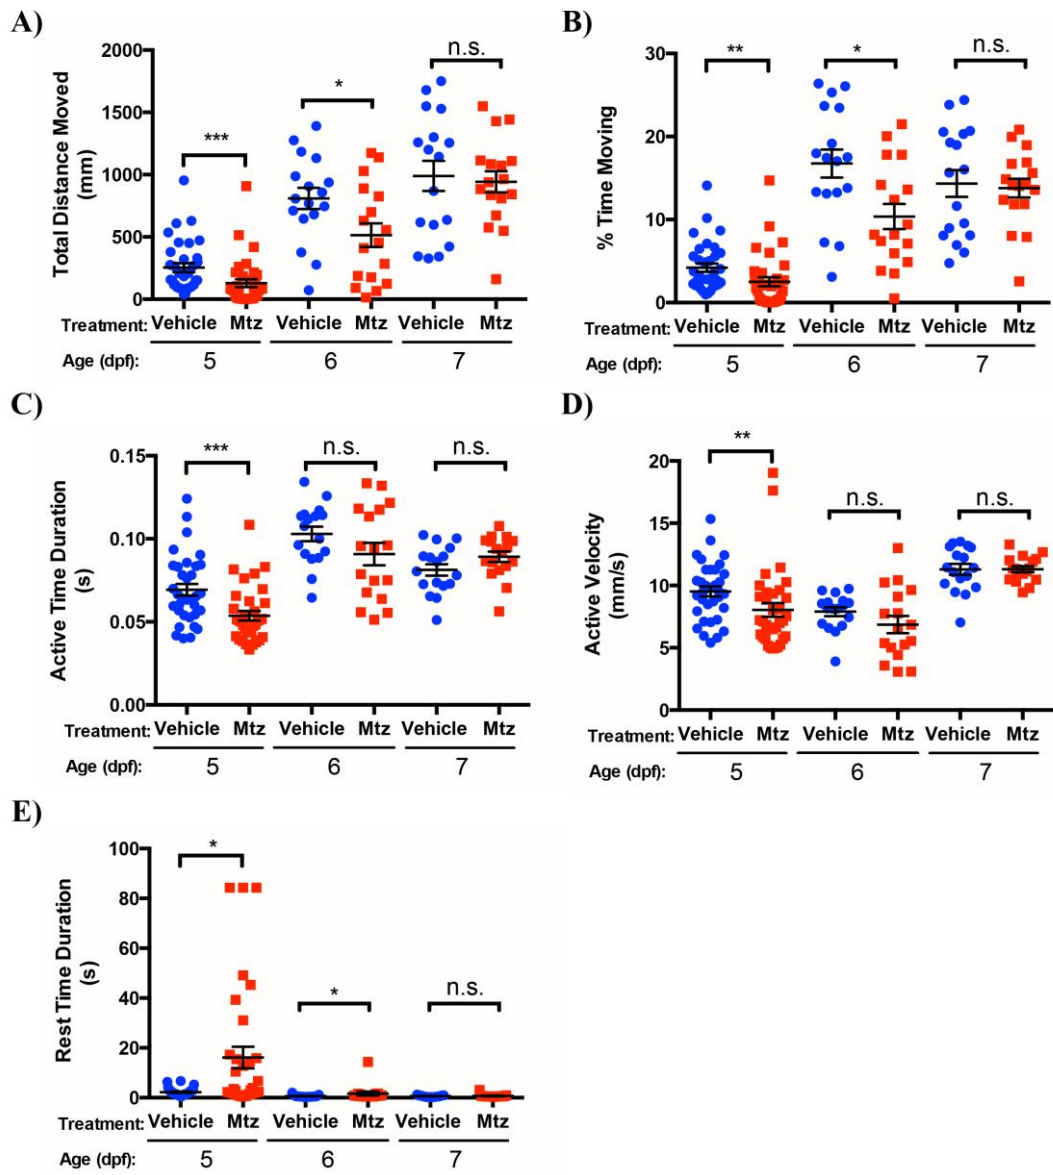 A)
2000
1500
1000
500
0
Total Distance Moved
(mm)
***
*
n.s.
Treatment: Vehicle Mtz Vehicle Mtz Vehicle Mtz
Age (dpf): 5 6 7
B)
30
20
10
0
% Time Moving
**
*
n.s.
Treatment: Vehicle Mtz Vehicle Mtz Vehicle Mtz
Age (dpf): 5 6 7
C)
0.15
0.10
0.05
0.00
Active Time Duration
(s)
***
n.s.
n.s.
Treatment: Vehicle Mtz Vehicle Mtz Vehicle Mtz
Age (dpf): 5 6 7
D)
20
15
10
5
0
Active Velocity
(mm/s)
**
n.s.
n.s.
Treatment: Vehicle Mtz Vehicle Mtz Vehicle Mtz
Age (dpf): 5 6 7
E)
100
80
60
40
20
0
Rest Time Duration
(s)
*
*
n.s.
Treatment: Vehicle Mtz Vehicle Mtz Vehicle Mtz
Age (dpf): 5 6 7